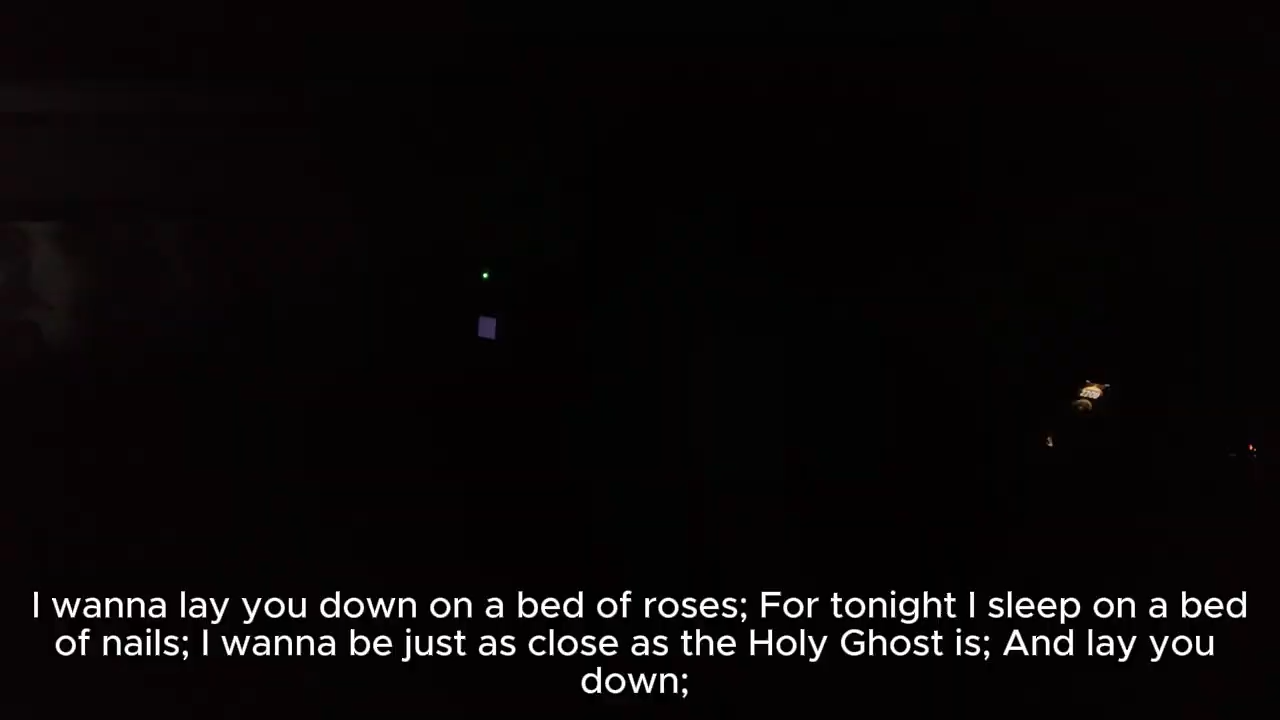 I wanna lay you down on a bed of roses; For tonight I sleep on a bed
of nails; I wanna be just as close as the Holy Ghost is; And lay you
down;